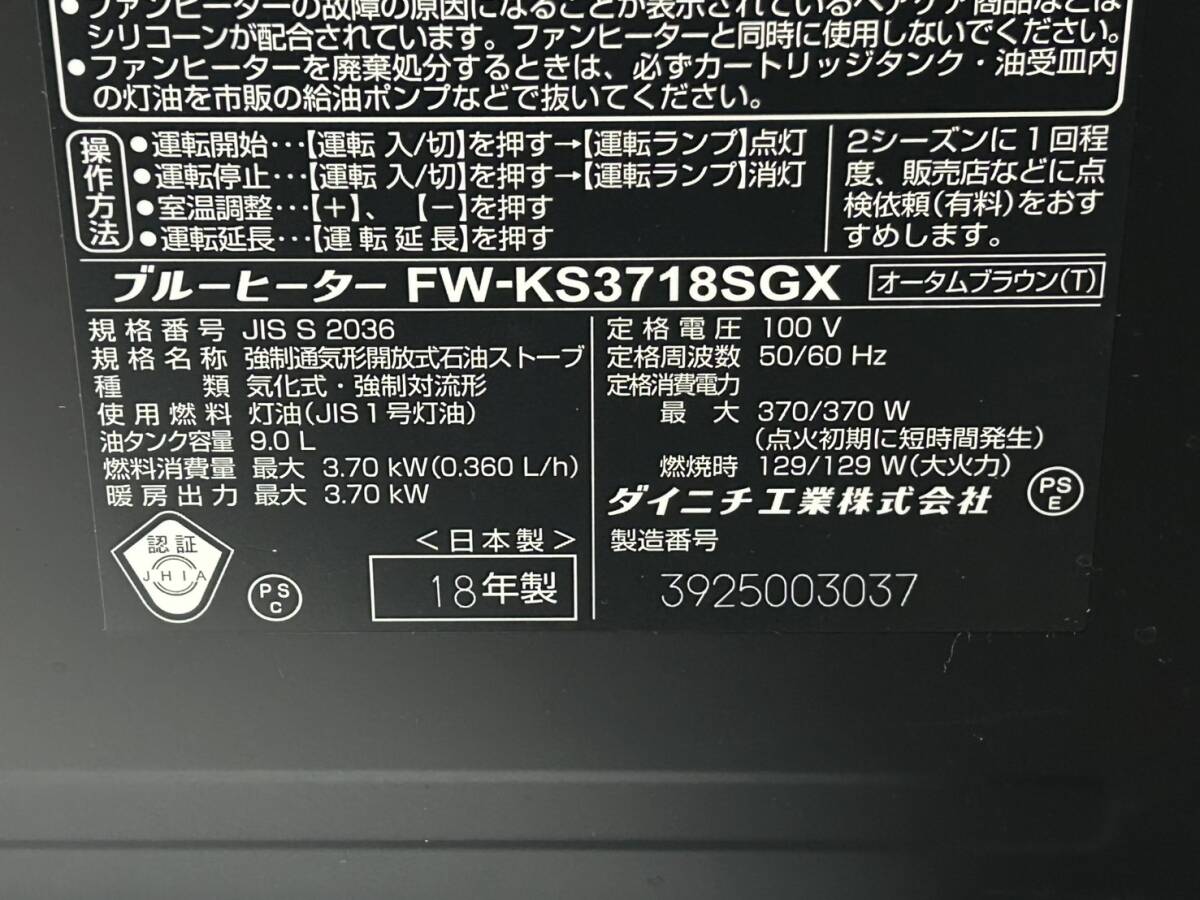 ●ファンヒーターの故障の原因になることが表示されているヘアケア商品などは
シリコーンが配合されています。ファンヒーターと同時に使用しないでください。
●ファンヒーターを廃棄処分するときは、必ずカートリッジタンク・油受皿内
の灯油を市販の給油ポンプなどで抜いてください。
操作方法
●運転開始…【運転 入/切】を押す→【運転ランプ】点灯
●運転停止…【運転 入/切】を押す→【運転ランプ】消灯
●室温調整…【＋】、【－】を押す
●運転延長…【運転延長】を押す
2シーズンに1回程
度、販売店などに点
検依頼(有料)をおす
すめします。
ブルーヒーター FW-KS3718SGX オータムブラウン(T)
規格番号 JIS S 2036
規格名称 強制通気形開放式石油ストーブ
種類 気化式・強制対流形
使用燃料 灯油(JIS1号灯油)
油タンク容量 9.0 L
燃料消費量 最大 3.70 kW(0.360 L/h)
暖房出力 最大 3.70 kW
認証
JHIA
PS
C
<日本製>
18年製
定格電圧 100 V
定格周波数 50/60 Hz
定格消費電力
最大 370/370 W
(点火初期に短時間発生)
燃焼時 129/129 W(大火力)
ダイニチ工業株式会社
PS
E
製造番号
3925003037